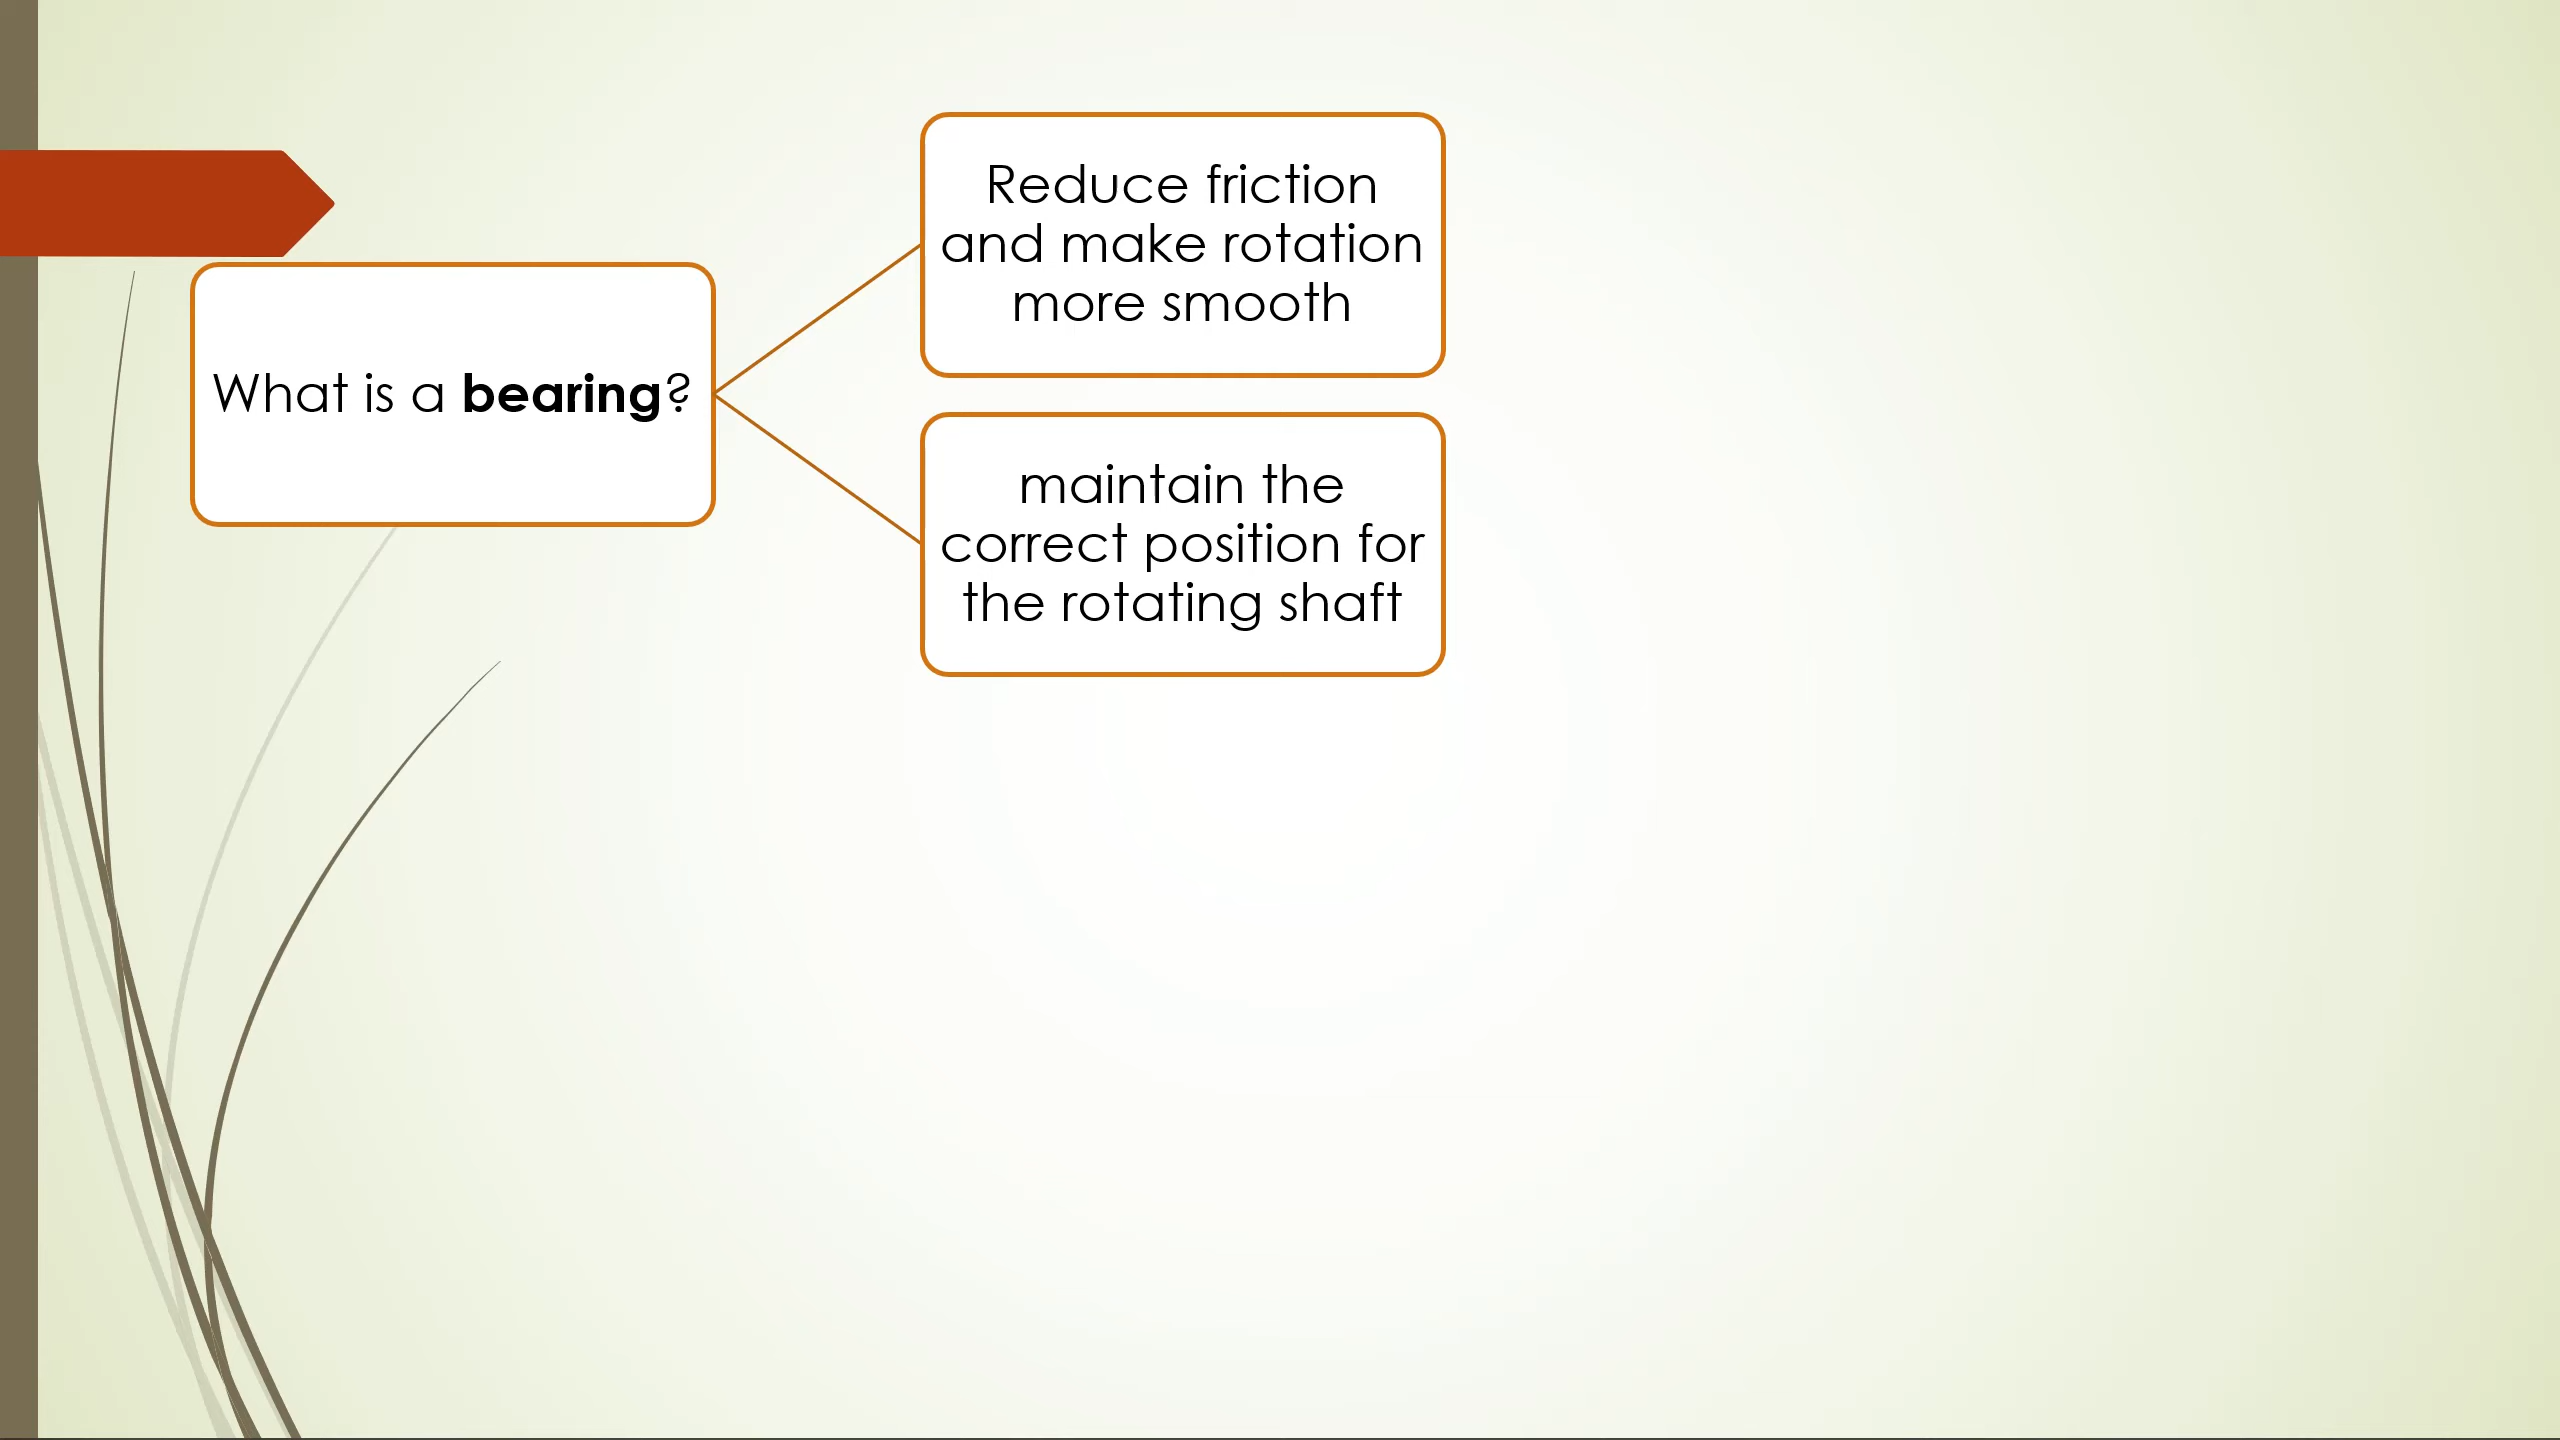 What is a bearing?
Reduce friction
and make rotation
more smooth
maintain the
correct position for
the rotating shaft